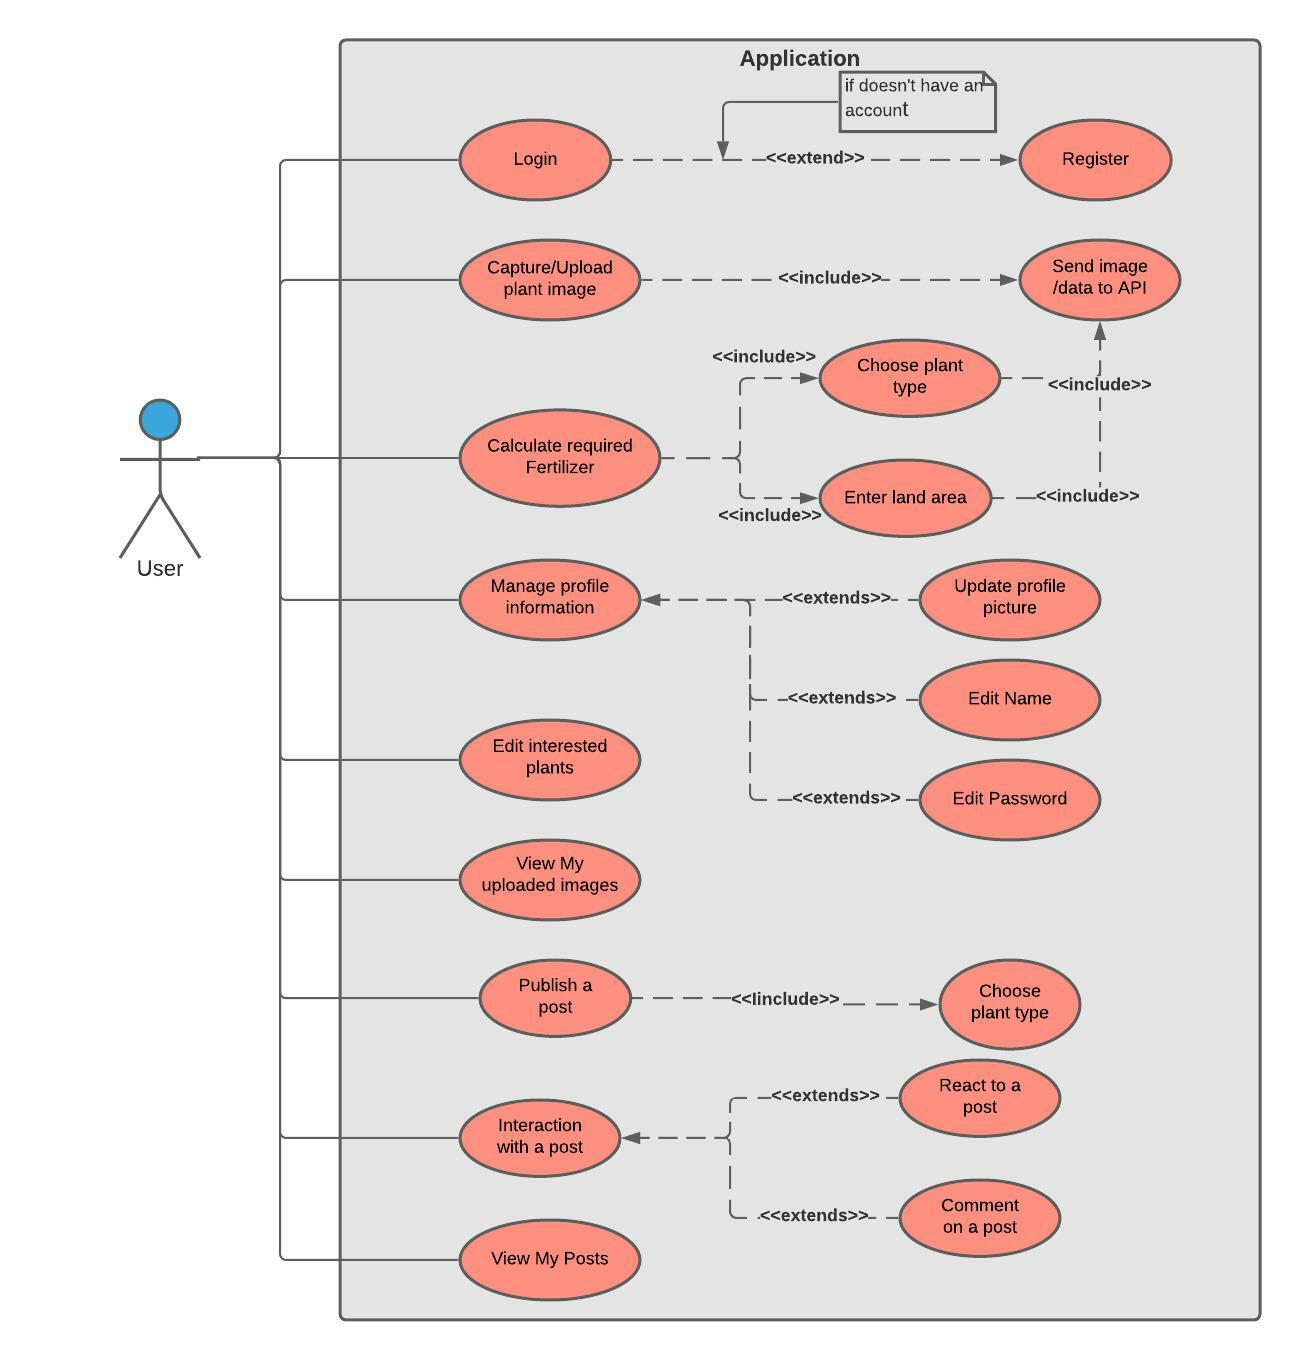 Application
if doesn't have an
account
Login
<<extend>>
Register
Capture/Upload
plant image
<<include>>
Send image
/data to API
<<include>>
Choose plant
type
<<include>>
Calculate required
Fertilizer
Enter land area
<<include>>
<<include>>
User
Manage profile
information
<<extends>>
Update profile
picture
<<extends>>
Edit Name
Edit interested
plants
<<extends>>
Edit Password
View My
uploaded images
Publish a
post
<<Iinclude>>
Choose
plant type
Interaction
with a post
<<extends>>
React to a
post
<<extends>>
Comment
on a post
View My Posts